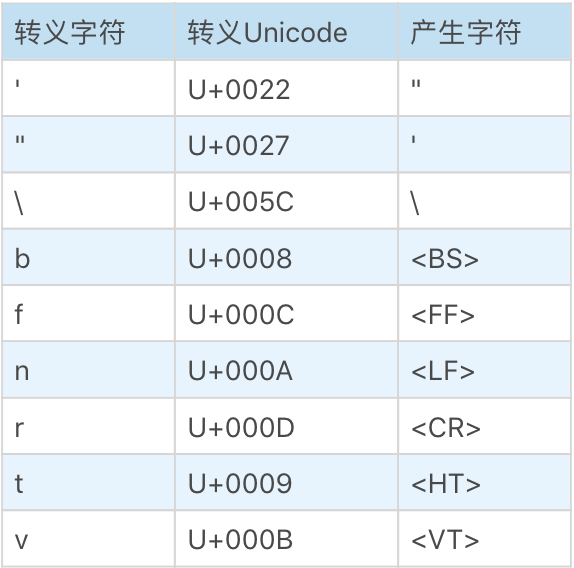 转义字符 转义Unicode 产生字符
' U+0022 "
" U+0027 '
\ U+005C \
b U+0008 <BS>
f U+000C <FF>
n U+000A <LF>
r U+000D <CR>
t U+0009 <HT>
v U+000B <VT>